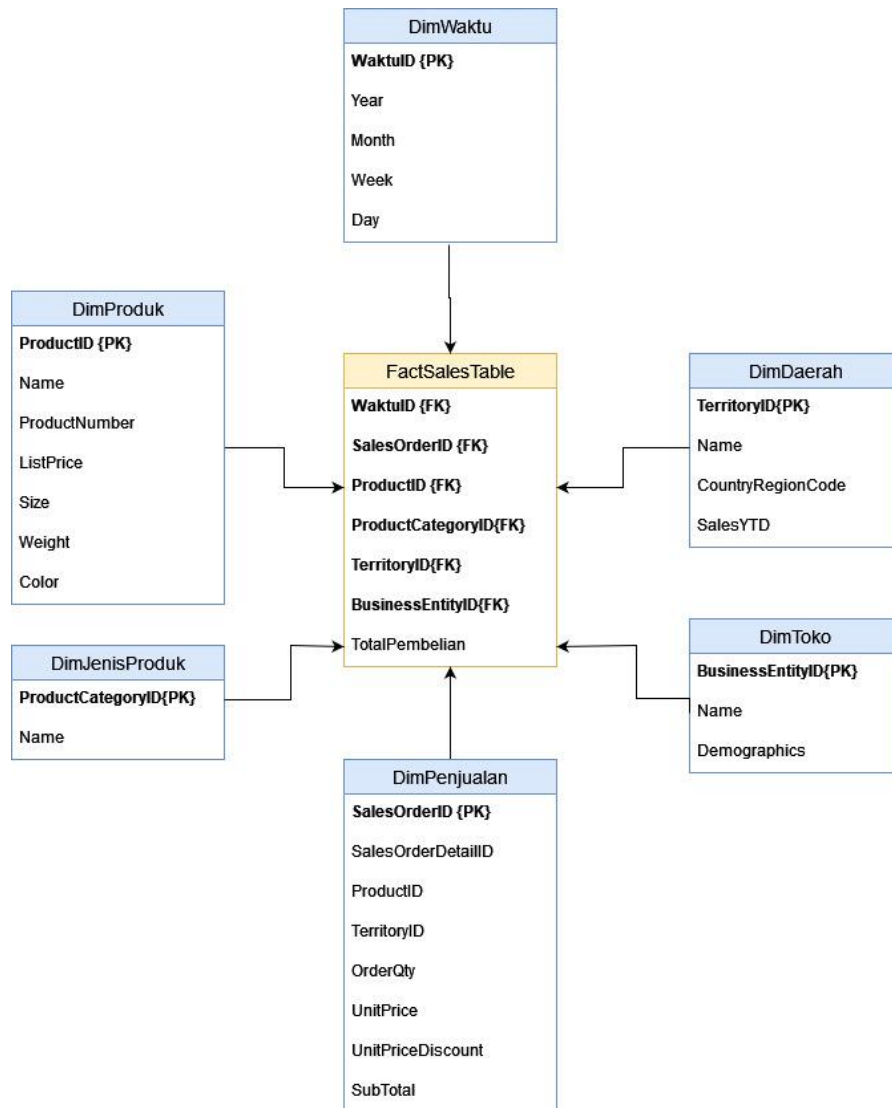 DimWaktu
WaktuID {PK}
Year
Month
Week
Day
DimProduk
ProductID {PK}
Name
ProductNumber
ListPrice
Size
Weight
Color
FactSalesTable
WaktuID {FK}
SalesOrderID {FK}
ProductID {FK}
ProductCategoryID{FK}
TerritoryID{FK}
BusinessEntityID{FK}
TotalPembelian
DimDaerah
TerritoryID{PK}
Name
CountryRegionCode
SalesYTD
DimJenisProduk
ProductCategoryID{PK}
Name
DimToko
BusinessEntityID{PK}
Name
Demographics
DimPenjualan
SalesOrderID {PK}
SalesOrderDetailID
ProductID
TerritoryID
OrderQty
UnitPrice
UnitPriceDiscount
SubTotal